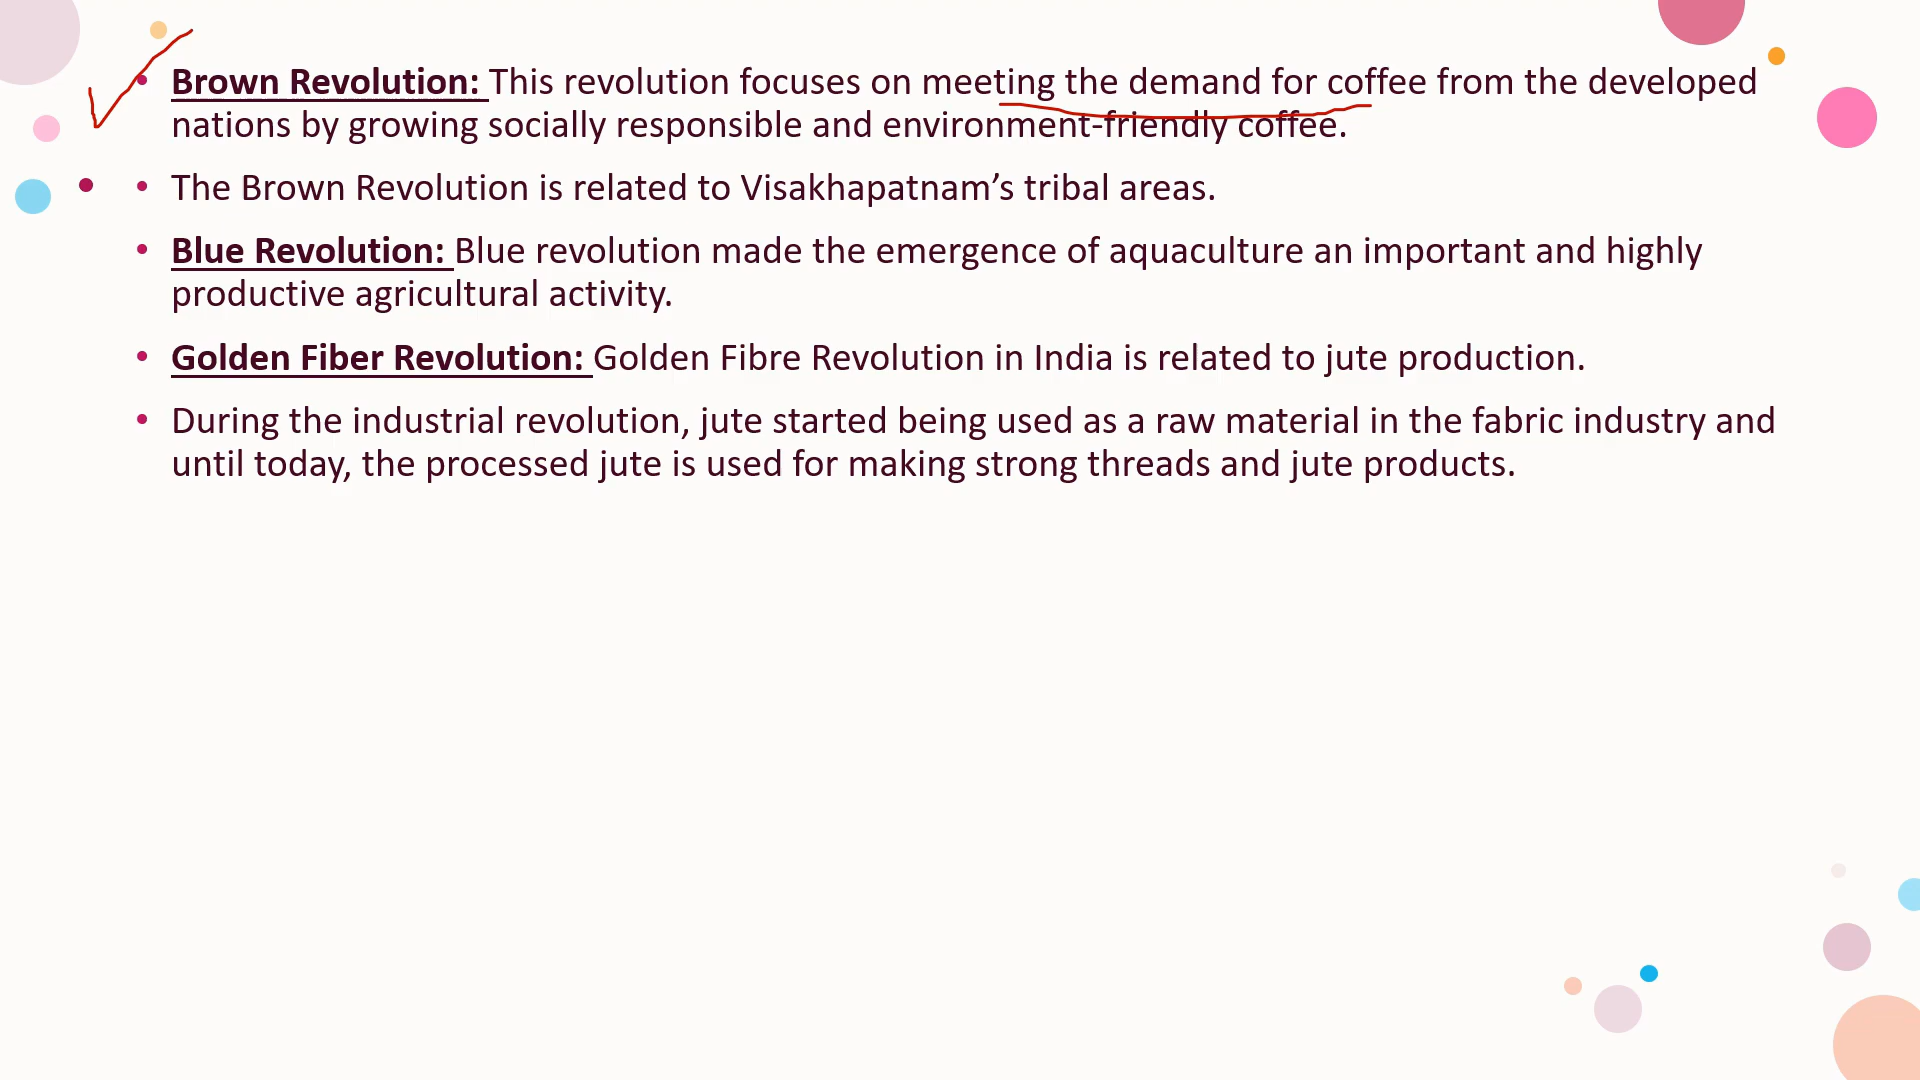 • Brown Revolution: This revolution focuses on meeting the demand for coffee from the developed
nations by growing socially responsible and environment-friendly coffee.
• The Brown Revolution is related to Visakhapatnam’s tribal areas.
• Blue Revolution: Blue revolution made the emergence of aquaculture an important and highly
productive agricultural activity.
• Golden Fiber Revolution: Golden Fibre Revolution in India is related to jute production.
• During the industrial revolution, jute started being used as a raw material in the fabric industry and
until today, the processed jute is used for making strong threads and jute products.